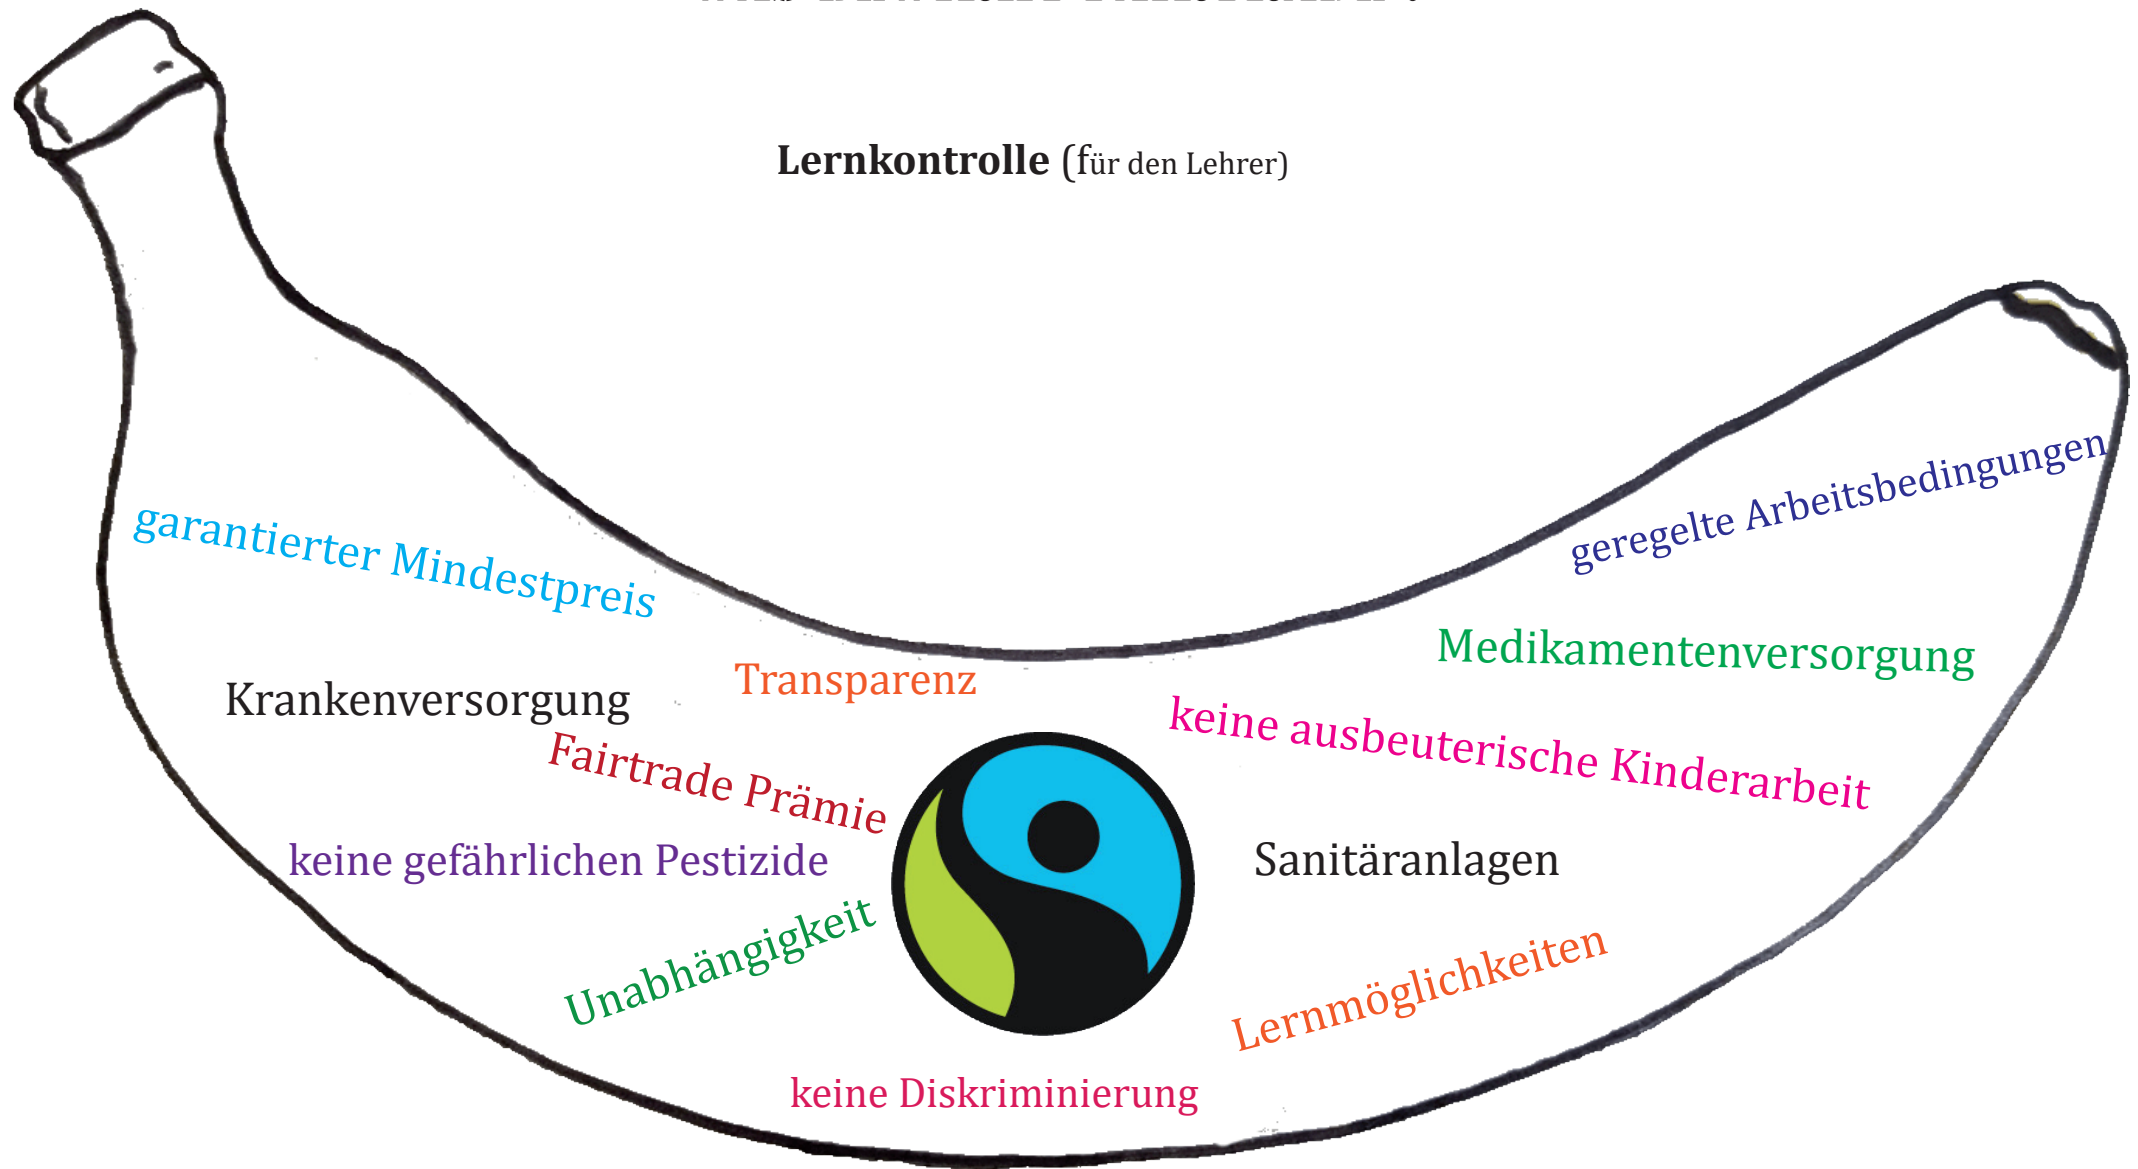 Lernkontrolle (für den Lehrer)
geregelte Arbeitsbedingungen
garantierter Mindestpreis
Medikamentenversorgung
Krankenversorgung
Transparenz
keine ausbeuterische Kinderarbeit
Fairtrade Prämie
keine gefährlichen Pestizide
Sanitäranlagen
Unabhängigkeit
Lernmöglichkeiten
keine Diskriminierung